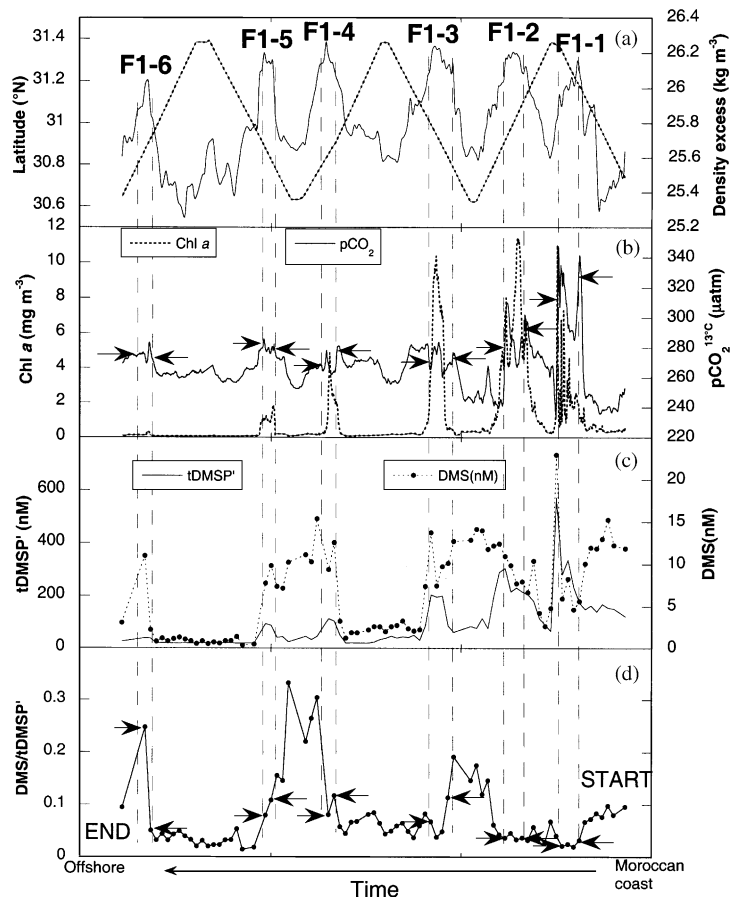 F1-6
F1-5
F1-4
F1-3
F1-2
F1-1
(a)
Latitude (°N)
31.4
31.2
31.0
30.8
30.6
Density excess (kg m-3)
26.4
26.2
26
25.8
25.6
25.4
25.2
(b)
Chl a
pCO2
Chl a (mg m-3)
12
10
8
6
4
2
0
pCO2 13°C (µatm)
340
320
300
280
260
240
220
(c)
tDMSP'
DMS(nM)
tDMSP' (nM)
600
400
200
0
DMS(nM)
20
15
10
5
0
(d)
DMS/tDMSP'
0.3
0.2
0.1
0
START
END
Offshore
Moroccan
coast
Time